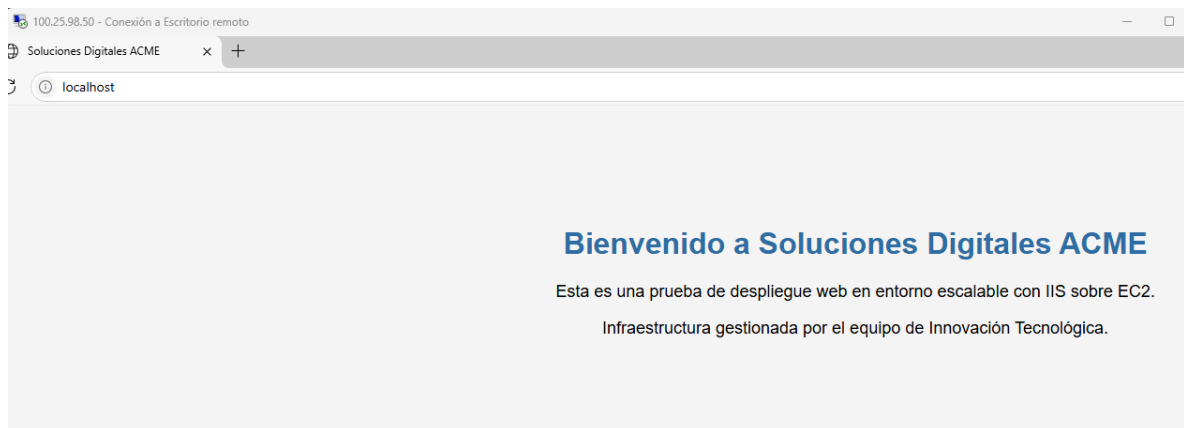 100.25.98.50 - Conexión a Escritorio remoto
Soluciones Digitales ACME
localhost
Bienvenido a Soluciones Digitales ACME
Esta es una prueba de despliegue web en entorno escalable con IIS sobre EC2.
Infraestructura gestionada por el equipo de Innovación Tecnológica.